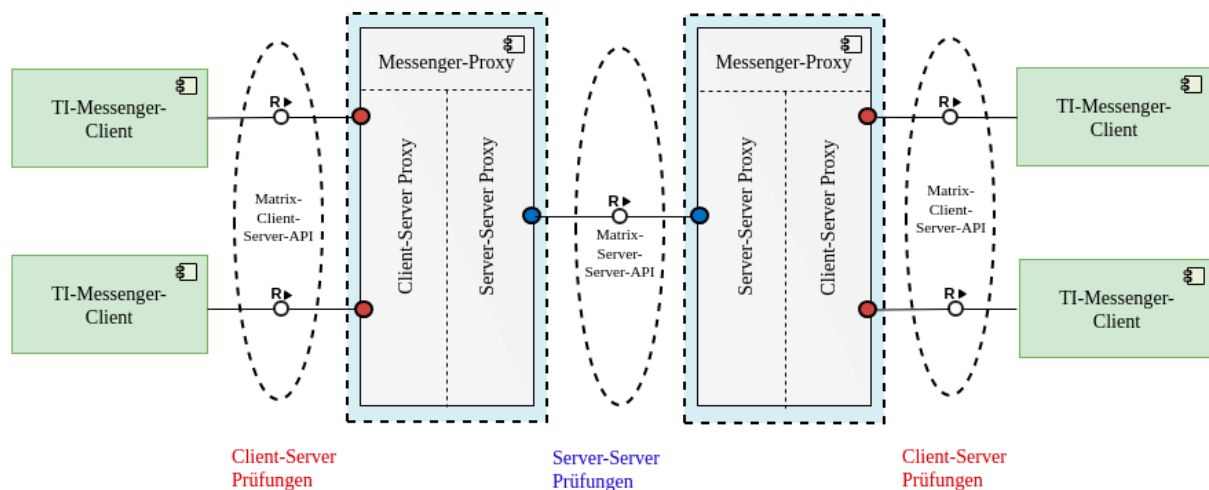 Messenger-Proxy
Messenger-Proxy
TI-Messenger-
Client
R
R
TI-Messenger-
Client
R
Matrix-
Client-
Server-API
Client-Server Proxy
Server-Server Proxy
Matrix-
Server-
Server-API
Server-Server Proxy
Client-Server Proxy
Matrix-
Client-
Server-API
TI-Messenger-
Client
R
R
TI-Messenger-
Client
Client-Server
Prüfungen
Server-Server
Prüfungen
Client-Server
Prüfungen